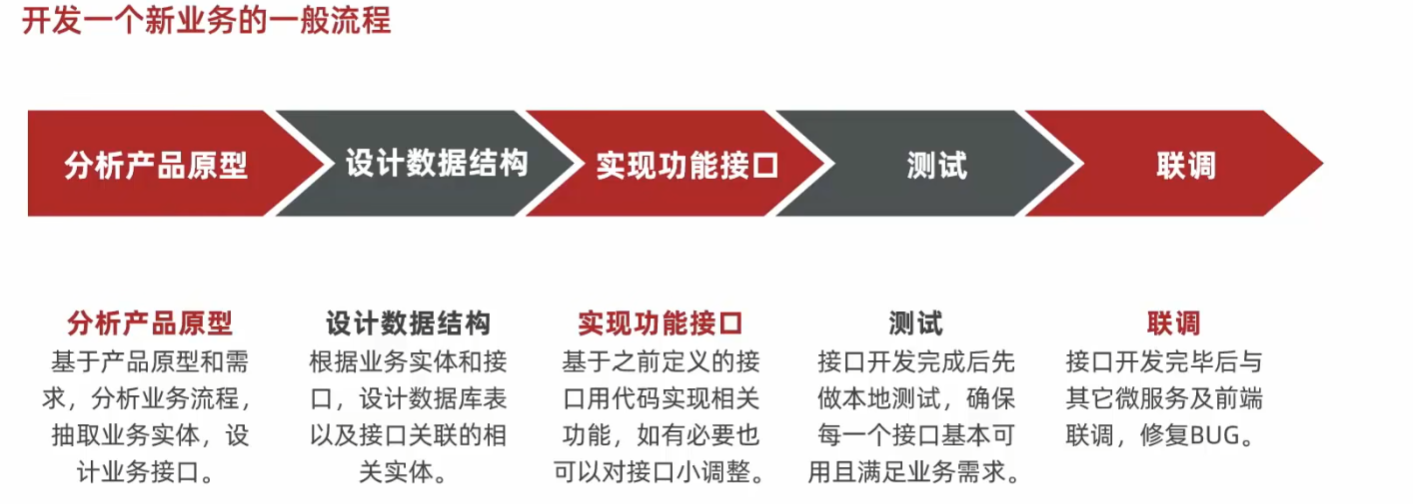 开发一个新业务的一般流程
分析产品原型
设计数据结构
实现功能接口
测试
联调
分析产品原型
基于产品原型和需
求，分析业务流程，
抽取业务实体，设
计业务接口。
设计数据结构
根据业务实体和接
口，设计数据库表
以及接口关联的相
关实体。
实现功能接口
基于之前定义的接
口用代码实现相关
功能，如有必要也
可以对接口小调整。
测试
接口开发完成后先
做本地测试，确保
每一个接口基本可
用且满足业务需求。
联调
接口开发完毕后与
其它微服务及前端
联调，修复BUG。